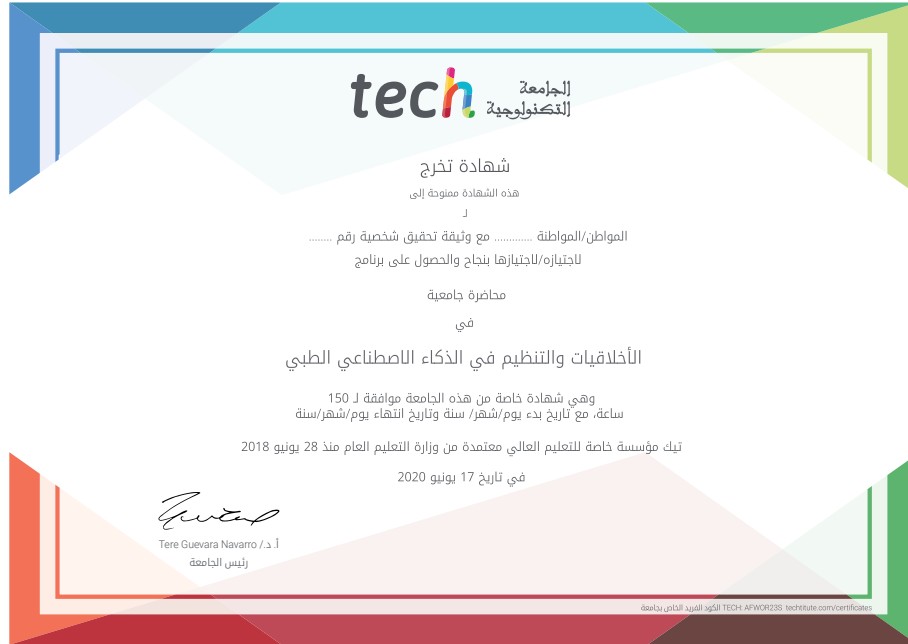 tech الجامعة
التكنولوجية
شهادة تخرج
هذه الشهادة ممنوحة إلى
لـ
المواطن/المواطنة ............. مع وثيقة تحقيق شخصية رقم ........
لاجتيازه/لاجتيازها بنجاح والحصول على برنامج
محاضرة جامعية
في
الأخلاقيات والتنظيم في الذكاء الاصطناعي الطبي
وهي شهادة خاصة من هذه الجامعة موافقة لـ 150
ساعة، مع تاريخ بدء يوم/شهر/ سنة وتاريخ انتهاء يوم/شهر/سنة
تيك مؤسسة خاصة للتعليم العالي معتمدة من وزارة التعليم العام منذ 28 يونيو 2018
في تاريخ 17 يونيو 2020
أ. د./ Tere Guevara Navarro
رئيس الجامعة
الكود الفريد الخاص بجامعة TECH: AFWOR23S techtitute.com/certificates